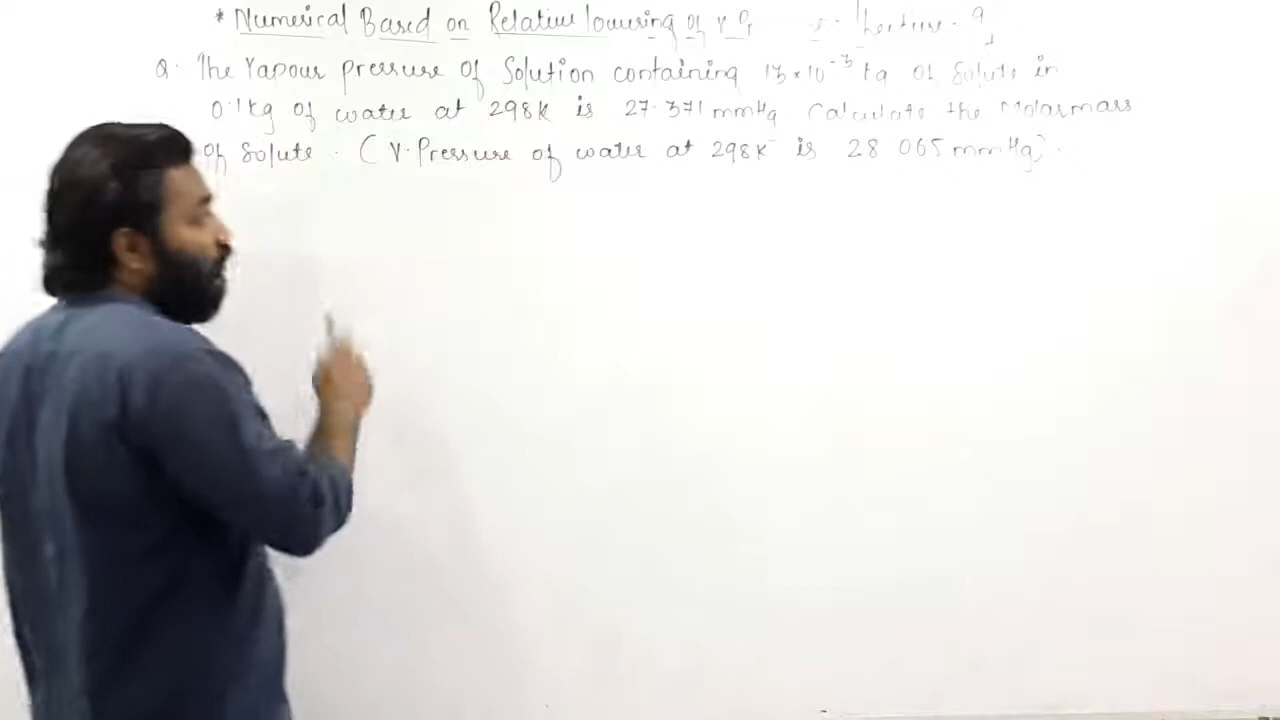 * Numerical Based on Relative lowering of V.Pr Lecture - 9
Q. The Vapour pressure of Solution containing 13 × 10⁻³ kg of Solute in
0.1kg of water at 298K is 27.371 mmHg Calculate the Molarmass
of Solute. (V. Pressure of water at 298K is 28.065 mmHg).